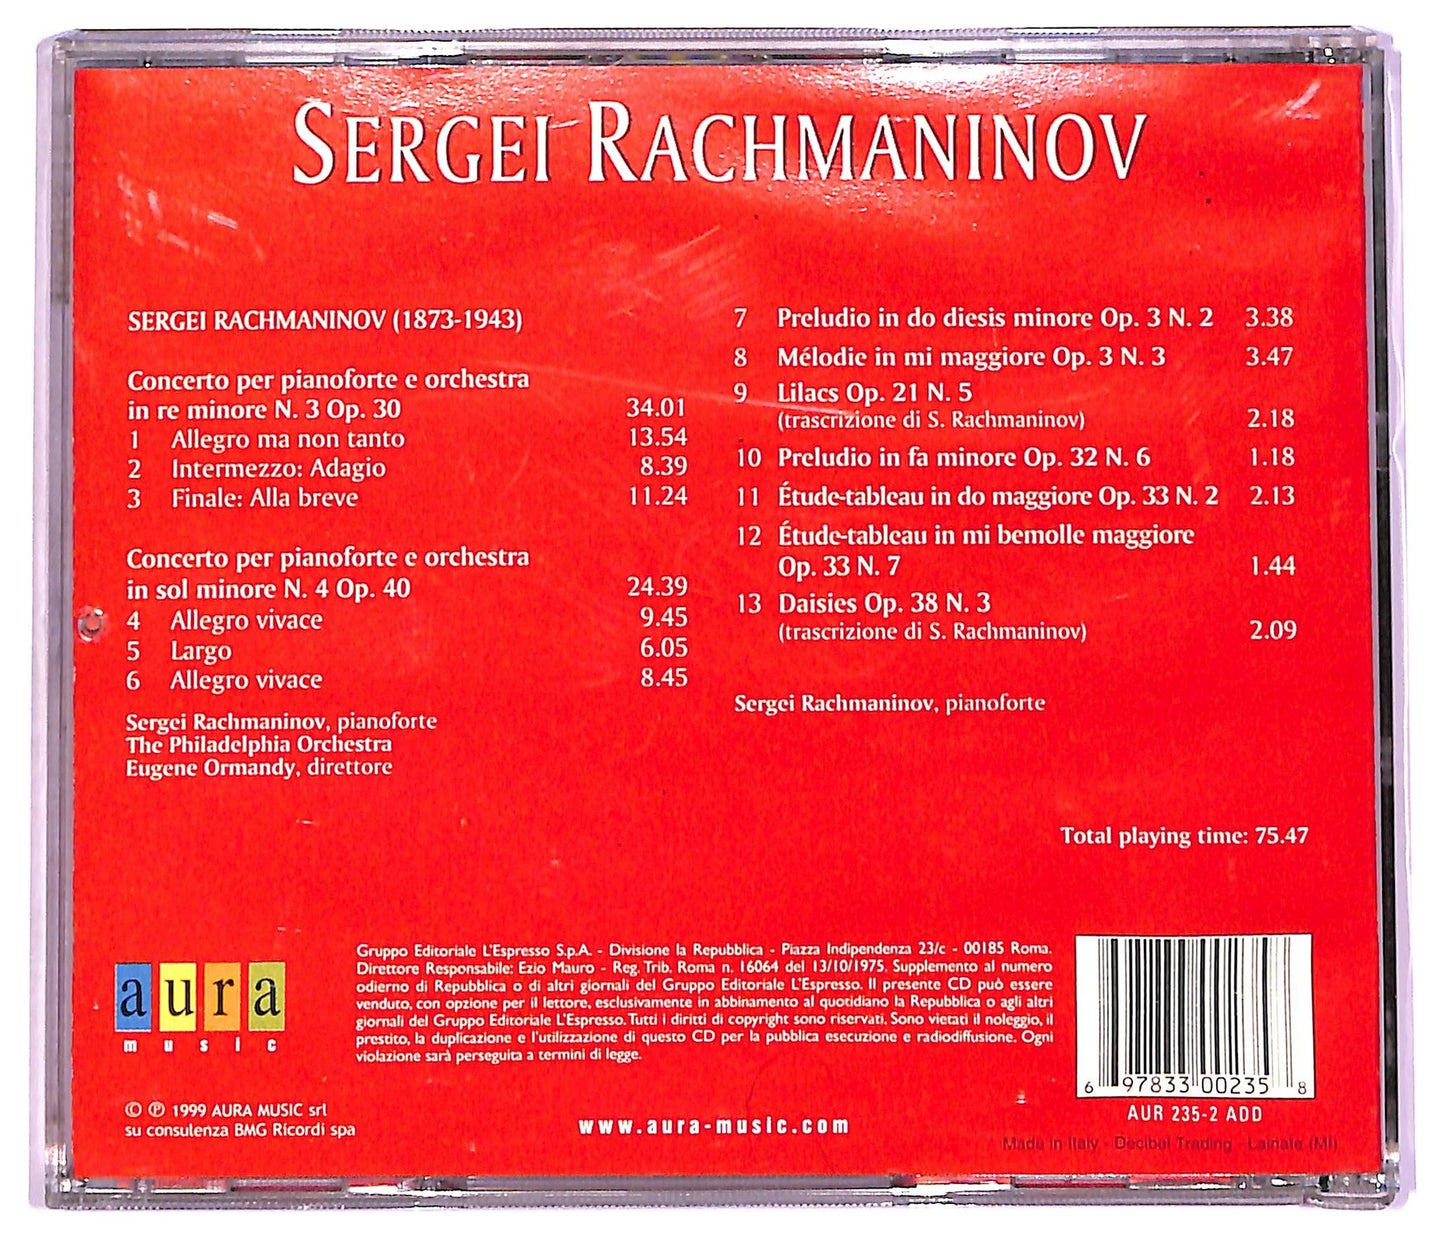 SERGEI RACHMANINOV
SERGEI RACHMANINOV (1873-1943)
Concerto per pianoforte e orchestra
in re minore N. 3 Op. 30 34.01
1 Allegro ma non tanto 13.54
2 Intermezzo: Adagio 8.39
3 Finale: Alla breve 11.24
Concerto per pianoforte e orchestra
in sol minore N. 4 Op. 40 24.39
4 Allegro vivace 9.45
5 Largo 6.05
6 Allegro vivace 8.45
Sergei Rachmaninov, pianoforte
The Philadelphia Orchestra
Eugene Ormandy, direttore
7 Preludio in do diesis minore Op. 3 N. 2 3.38
8 Mélodie in mi maggiore Op. 3 N. 3 3.47
9 Lilacs Op. 21 N. 5
(trascrizione di S. Rachmaninov) 2.18
10 Preludio in fa minore Op. 32 N. 6 1.18
11 Étude-tableau in do maggiore Op. 33 N. 2 2.13
12 Étude-tableau in mi bemolle maggiore
Op. 33 N. 7 1.44
13 Daisies Op. 38 N. 3
(trascrizione di S. Rachmaninov) 2.09
Sergei Rachmaninov, pianoforte
Total playing time: 75.47
aura
music
© ℗ 1999 AURA MUSIC srl
su consulenza BMG Ricordi spa
Gruppo Editoriale L'Espresso S.p.A. - Divisione la Repubblica - Piazza Indipendenza 23/c - 00185 Roma.
Direttore Responsabile: Ezio Mauro - Reg. Trib. Roma n. 16064 del 13/10/1975. Supplemento al numero
odierno di Repubblica o di altri giornali del Gruppo Editoriale L'Espresso. Il presente CD può essere
venduto, con opzione per il lettore, esclusivamente in abbinamento al quotidiano la Repubblica o agli altri
giornali del Gruppo Editoriale L'Espresso. Tutti i diritti di copyright sono riservati. Sono vietati il noleggio, il
prestito, la duplicazione e l'utilizzazione di questo CD per la pubblica esecuzione e radiodiffusione. Ogni
violazione sarà perseguita a termini di legge.
www.aura-music.com
6 97833 00235 8
AUR 235-2 ADD
Made in Italy - Decibel Trading - Lainate (MI)